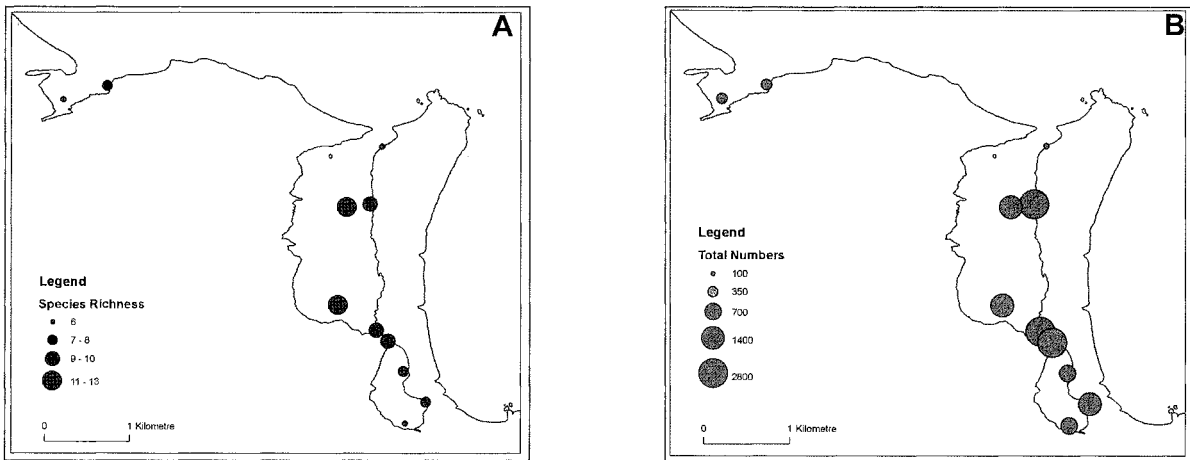 A
Legend
Species Richness
6
7 - 8
9 - 10
11 - 13
0 1 Kilometre
B
Legend
Total Numbers
100
350
700
1400
2800
0 1 Kilometre